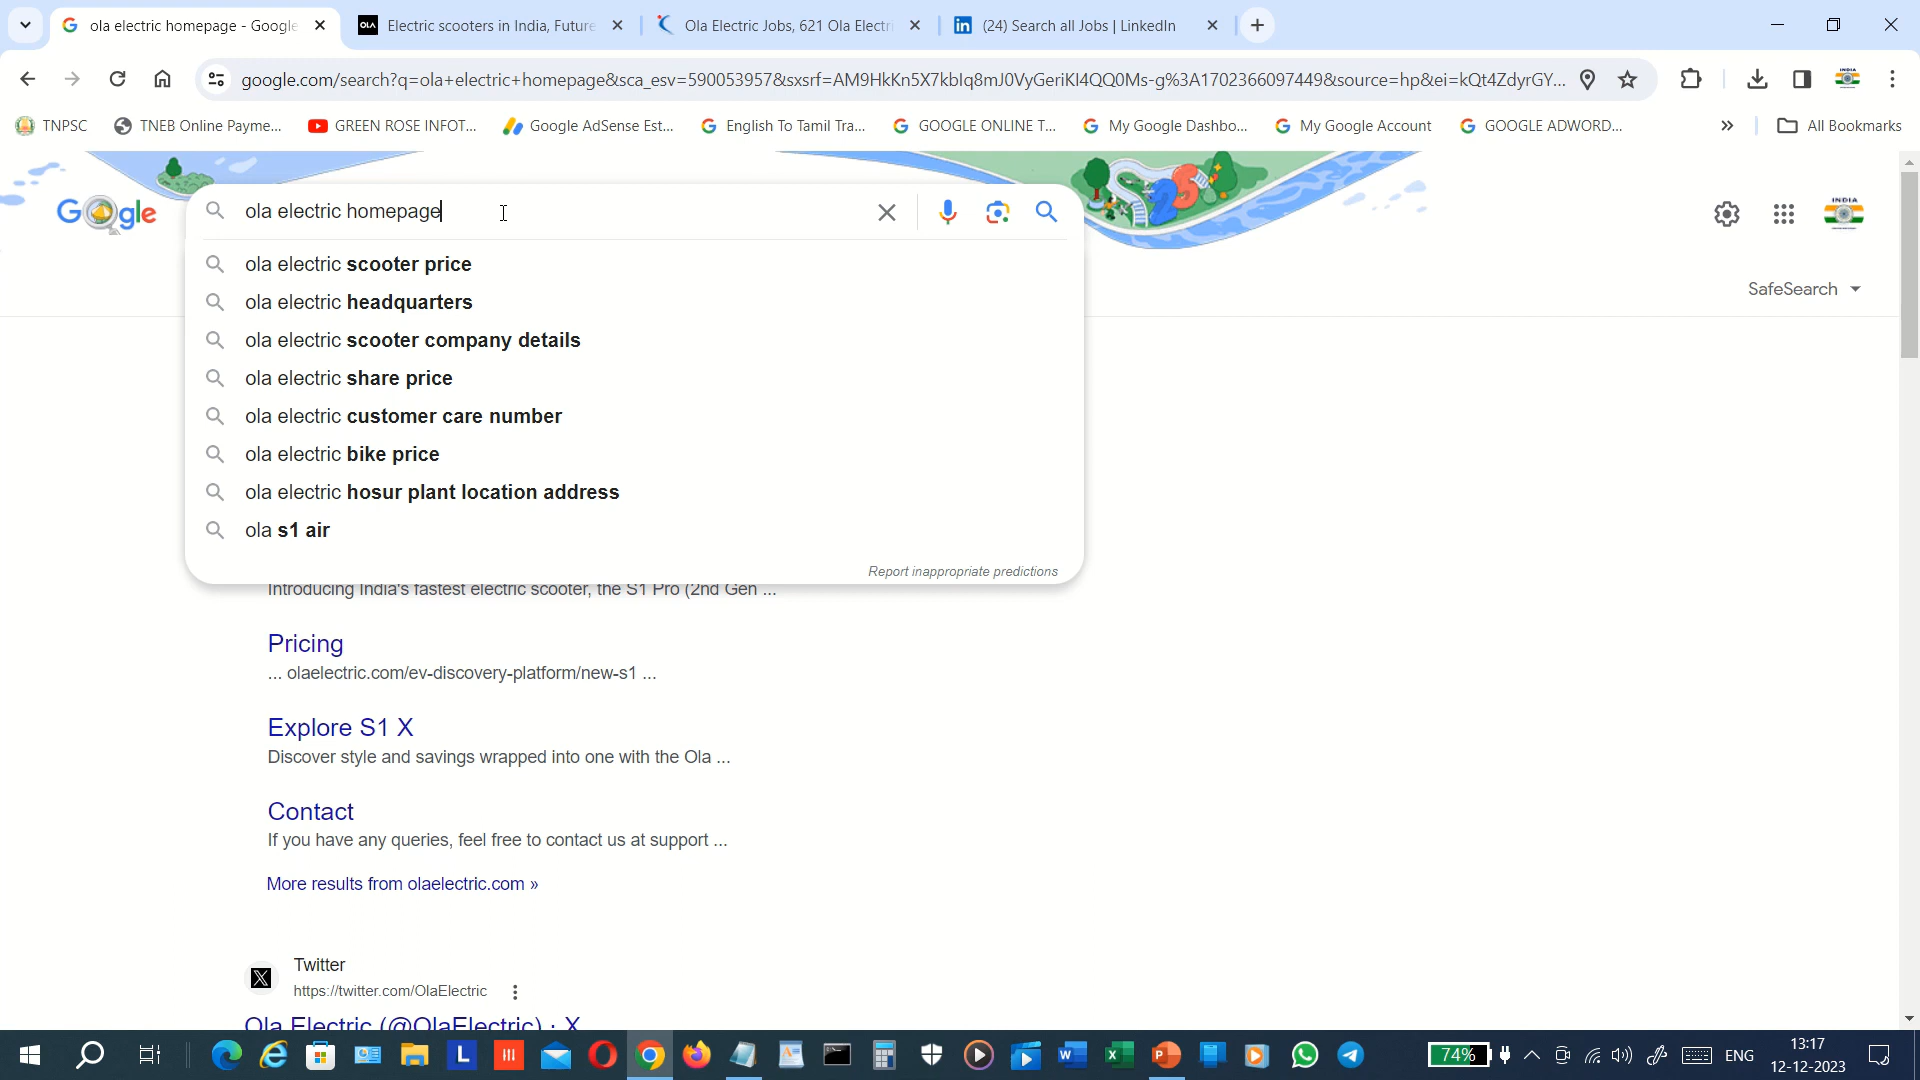 ola electric homepage - Google
Electric scooters in India, Future
Ola Electric Jobs, 621 Ola Electri
(24) Search all Jobs | LinkedIn
google.com/search?q=ola+electric+homepage&sca_esv=590053957&sxsrf=AM9HkKn5X7kbIq8mJ0VyGeriKI4QQ0Ms-g%3A1702366097449&source=hp&ei=kQt4ZdyrGY...
TNPSC
TNEB Online Payme...
GREEN ROSE INFOT...
Google AdSense Est...
English To Tamil Tra...
GOOGLE ONLINE T...
My Google Dashbo...
My Google Account
GOOGLE ADWORD...
All Bookmarks
Google
ola electric homepage
25
INDIA
SafeSearch
ola electric scooter price
ola electric headquarters
ola electric scooter company details
ola electric share price
ola electric customer care number
ola electric bike price
ola electric hosur plant location address
ola s1 air
Report inappropriate predictions
Introducing India's fastest electric scooter, the S1 Pro (2nd Gen ...
Pricing
... olaelectric.com/ev-discovery-platform/new-s1 ...
Explore S1 X
Discover style and savings wrapped into one with the Ola ...
Contact
If you have any queries, feel free to contact us at support ...
More results from olaelectric.com »
Twitter
https://twitter.com/OlaElectric
Ola Electric (@OlaElectric) · X
74%
ENG
13:17
12-12-2023